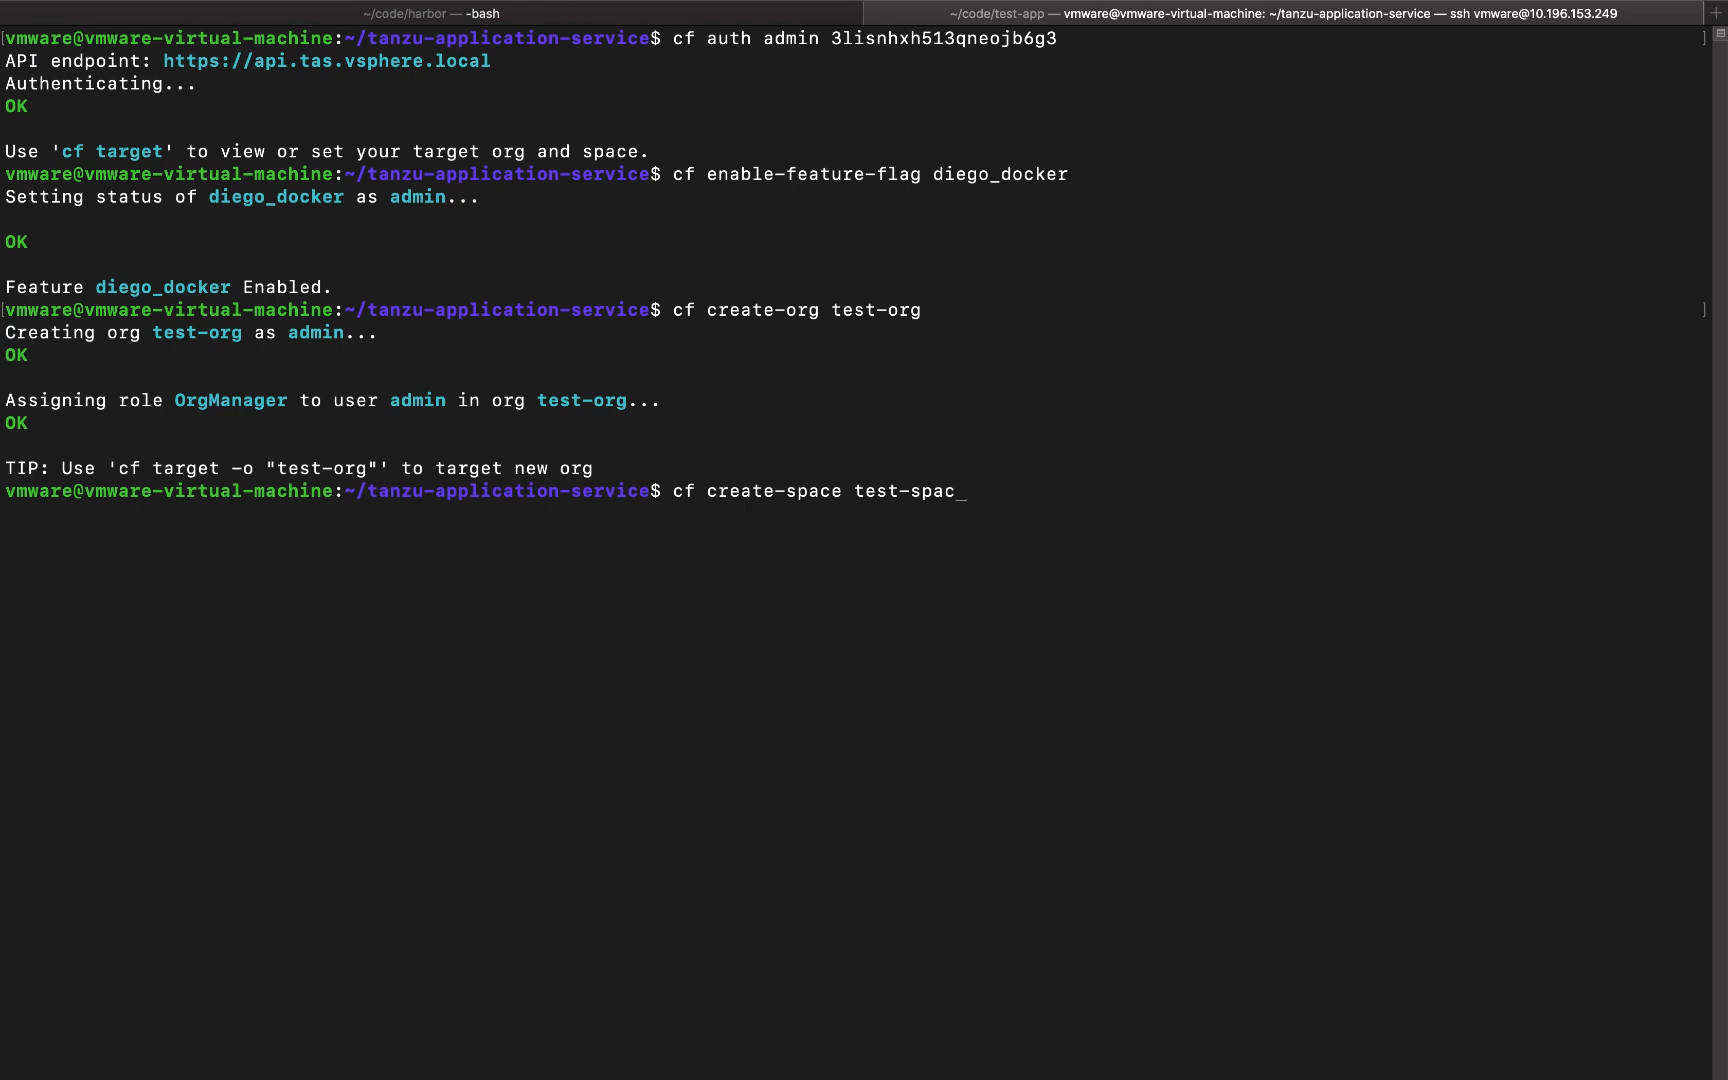 ~/code/harbor — -bash
~/code/test-app — vmware@vmware-virtual-machine: ~/tanzu-application-service — ssh vmware@10.196.153.249
[vmware@vmware-virtual-machine:~/tanzu-application-service$ cf auth admin 3lisnhxh513qneojb6g3 ]
API endpoint: https://api.tas.vsphere.local
Authenticating...
OK
Use 'cf target' to view or set your target org and space.
vmware@vmware-virtual-machine:~/tanzu-application-service$ cf enable-feature-flag diego_docker
Setting status of diego_docker as admin...
OK
Feature diego_docker Enabled.
[vmware@vmware-virtual-machine:~/tanzu-application-service$ cf create-org test-org ]
Creating org test-org as admin...
OK
Assigning role OrgManager to user admin in org test-org...
OK
TIP: Use 'cf target -o "test-org"' to target new org
vmware@vmware-virtual-machine:~/tanzu-application-service$ cf create-space test-spac_